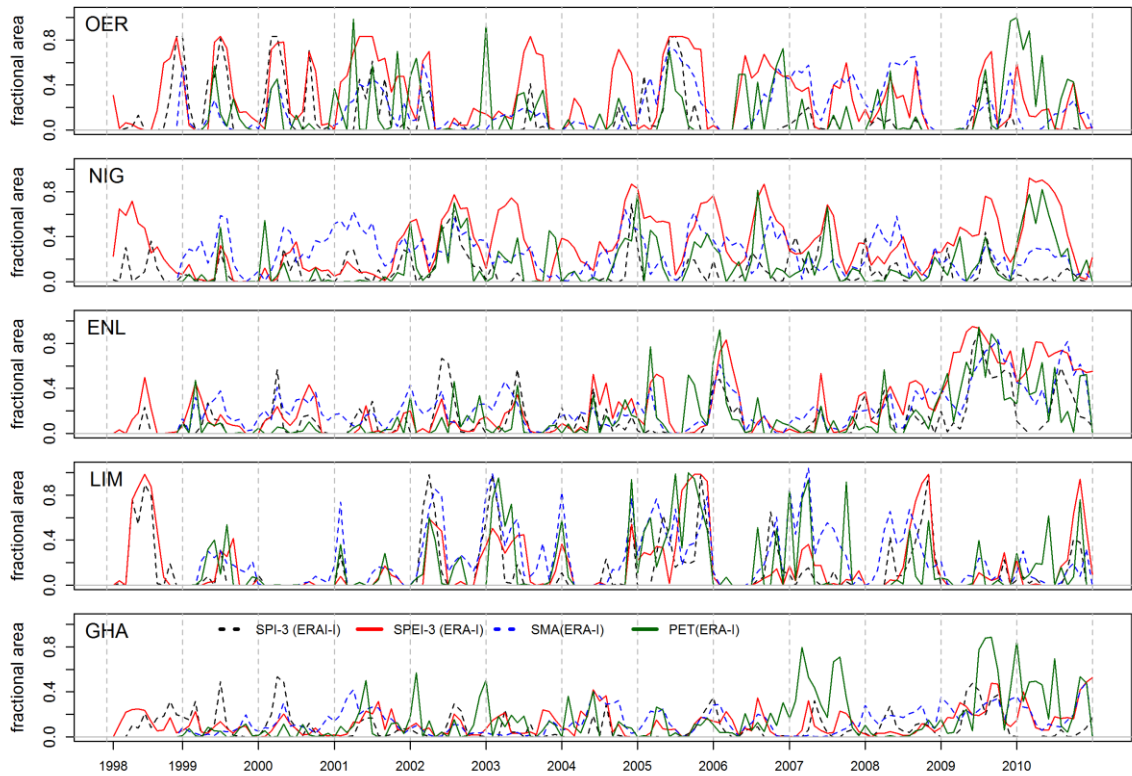 OER
fractional area
0.0 0.4 0.8
NIG
fractional area
0.0 0.4 0.8
ENL
fractional area
0.0 0.4 0.8
LIM
fractional area
0.0 0.4 0.8
GHA
SPI-3 (ERAI-I) SPEI-3 (ERA-I) SMA(ERA-I) PET(ERA-I)
fractional area
0.0 0.4 0.8
1998 1999 2000 2001 2002 2003 2004 2005 2006 2007 2008 2009 2010